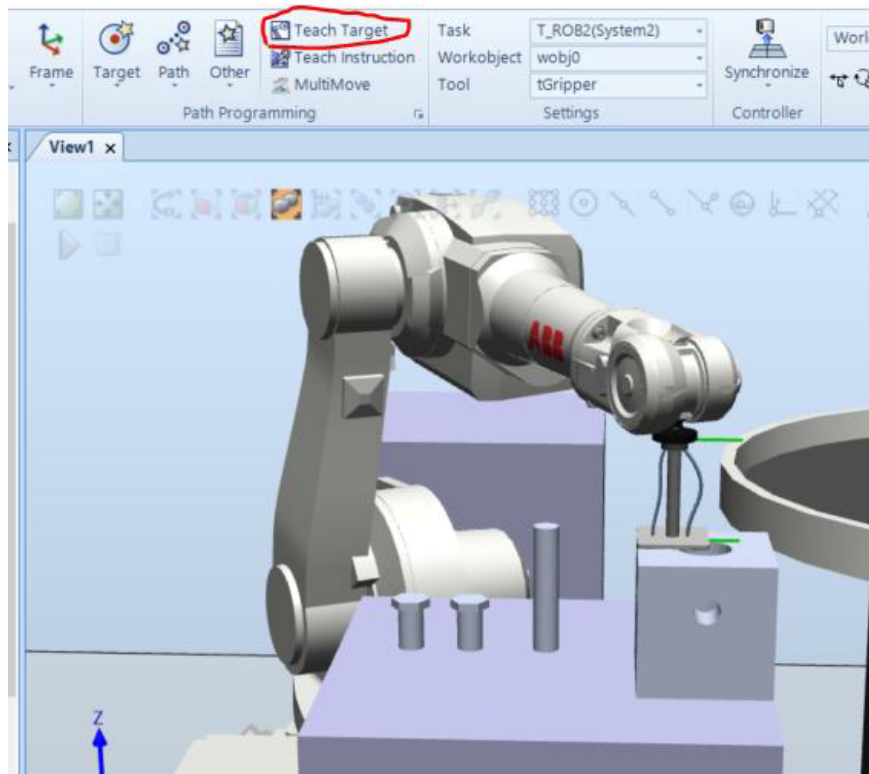 Teach Target Task T_ROB2(System2)
Frame Target Path Other Teach Instruction Workobject wobj0 Synchronize
MultiMove Tool tGripper
Path Programming Settings Controller
View1 x
ABB
Z